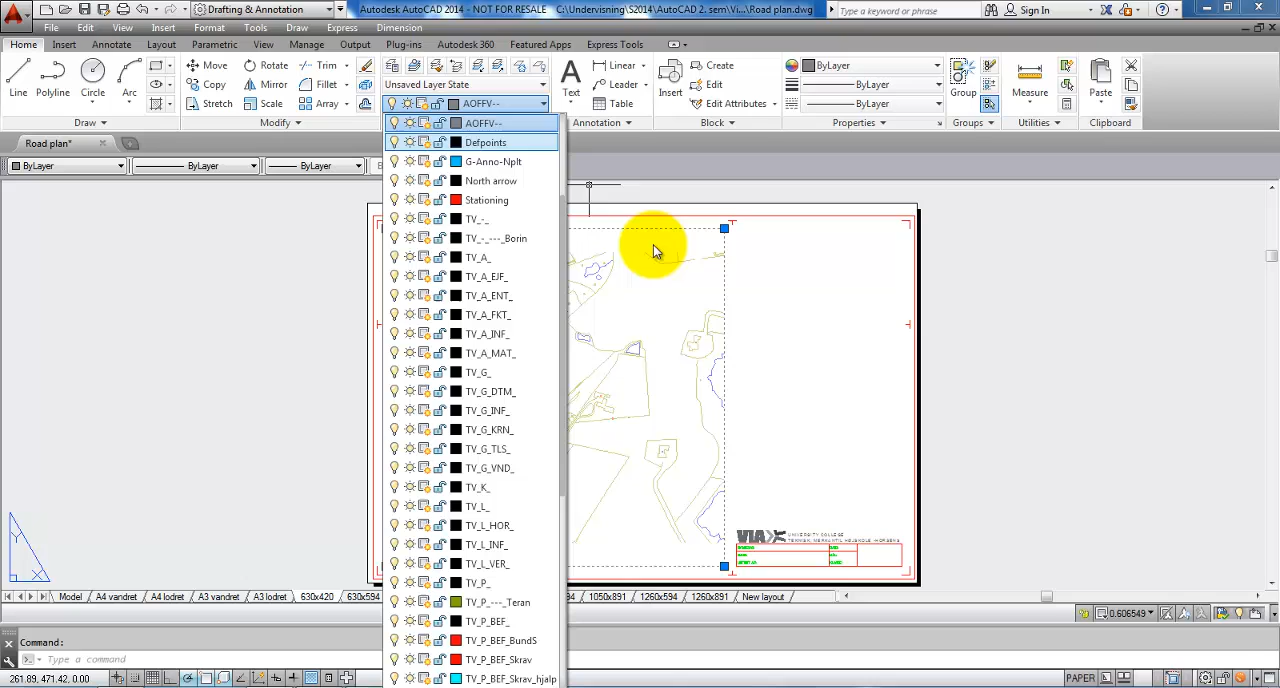 Drafting & Annotation
Autodesk AutoCAD 2014 - NOT FOR RESALE C:\Undervisning\S2014\AutoCAD 2. sem\Vi...\Road plan.dwg
Type a keyword or phrase
Sign In
File Edit View Insert Format Tools Draw Express Modify Dimension
Home Insert Annotate Layout Parametric View Manage Output Plug-ins Autodesk 360 Featured Apps Express Tools
Line Polyline Circle Arc
Move Rotate Trim
Copy Mirror Fillet
Stretch Scale Array
Unsaved Layer State
AOFFV--
Text
Linear
Leader
Table
Insert
Create
Edit
Edit Attributes
ByLayer
ByLayer
ByLayer
Group
Measure
Paste
Draw Modify Annotation Block Properties Groups Utilities Clipboard
Road plan*
ByLayer ByLayer ByLayer
AOFFV--
Defpoints
G-Anno-Nplt
North arrow
Stationing
TV_-_
TV_-_---_Borin
TV_A_
TV_A_EJF_
TV_A_ENT_
TV_A_FKT_
TV_A_INF_
TV_A_MAT_
TV_G_
TV_G_DTM_
TV_G_INF_
TV_G_KRN_
TV_G_TLS_
TV_G_VND_
TV_K_
TV_L_
TV_L_HOR_
TV_L_INF_
TV_L_VER_
TV_P_
TV_P_---_Teran
TV_P_BEF_
TV_P_BEF_BundS
TV_P_BEF_Skrav
TV_P_BEF_Skrav_hjalp
VIA UNIVERSITY COLLEGE
Y
X
Model A4 vandret A4 lodret A3 vandret A3 lodret 630x420 630x594 1050x891 1260x594 1260x891 New layout
0.606549
Command:
Type a command
261.89, 471.42, 0.00
PAPER